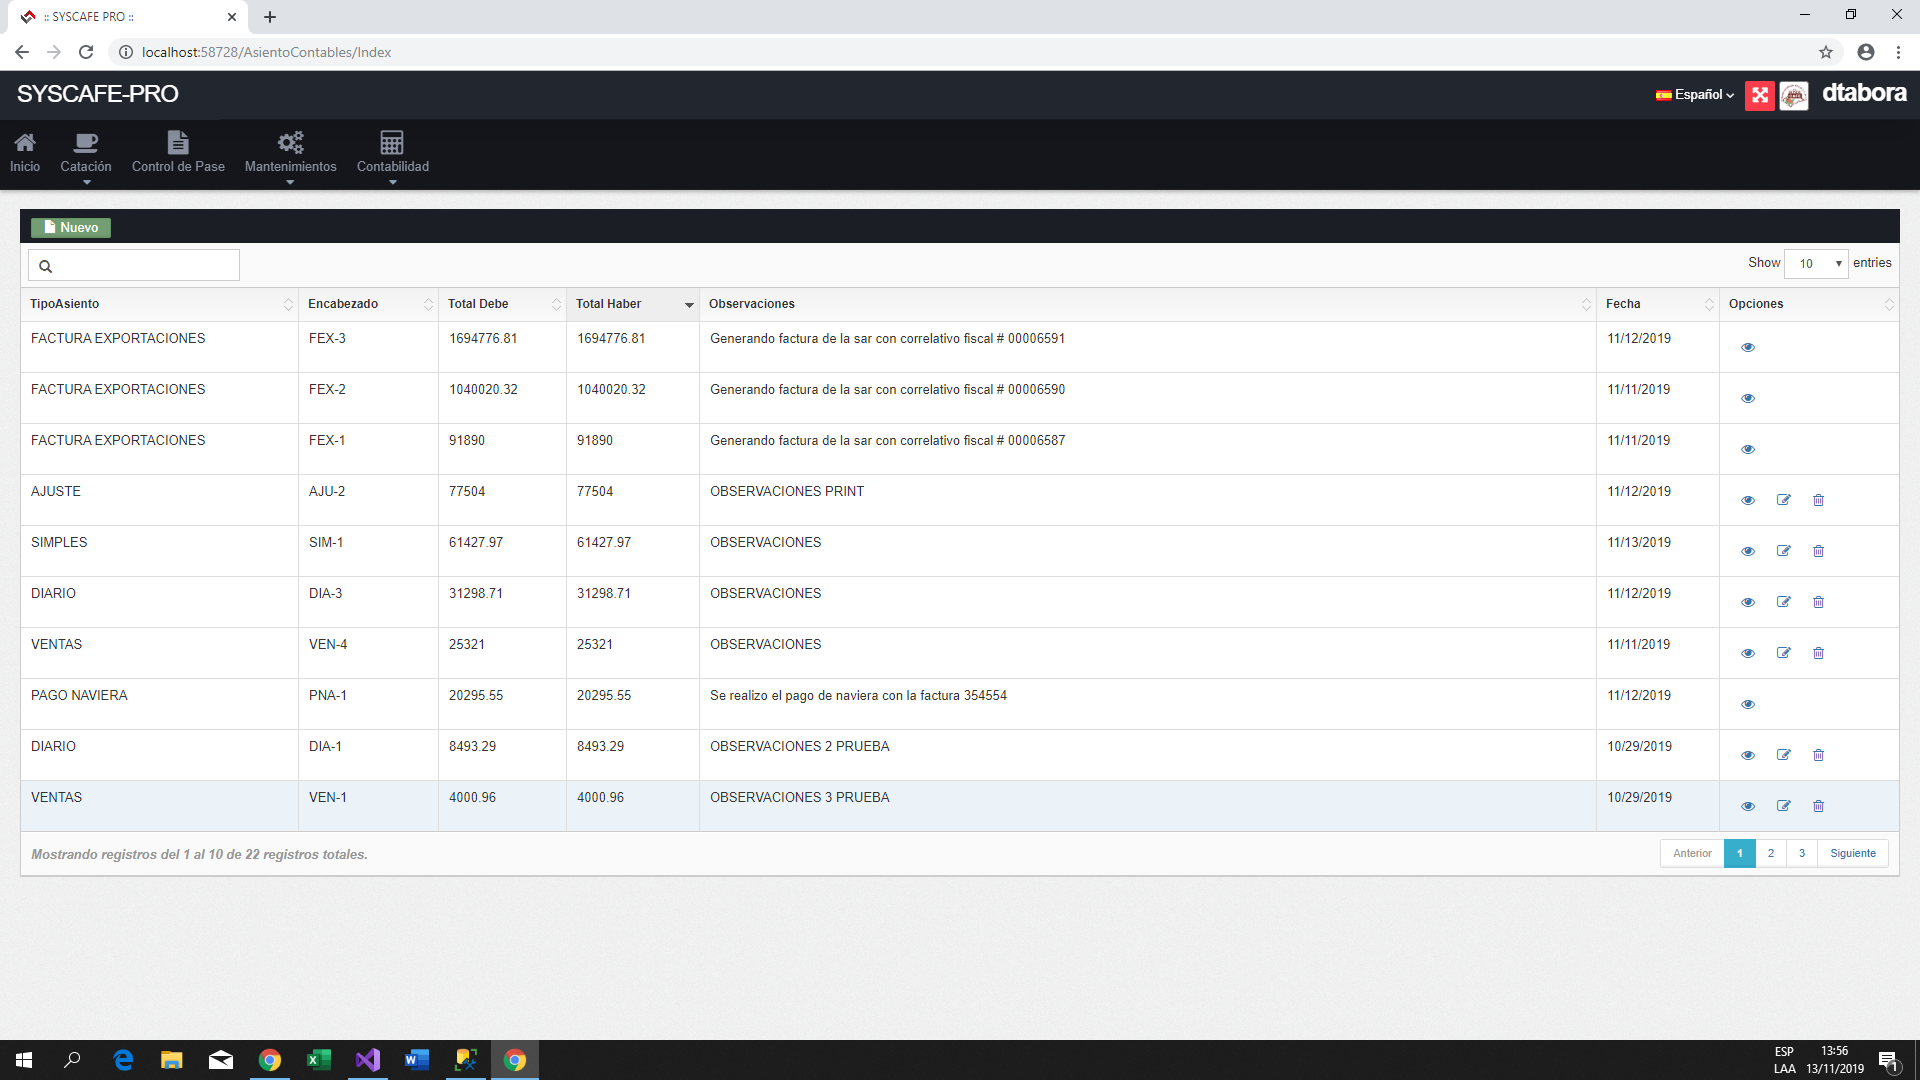 :: SYSCAFE PRO ::
localhost:58728/AsientoContables/Index
SYSCAFE-PRO
Español
dtabora
Inicio
Catación
Control de Pase
Mantenimientos
Contabilidad
Nuevo
Show 10 entries
TipoAsiento Encabezado Total Debe Total Haber Observaciones Fecha Opciones
FACTURA EXPORTACIONES FEX-3 1694776.81 1694776.81 Generando factura de la sar con correlativo fiscal # 00006591 11/12/2019
FACTURA EXPORTACIONES FEX-2 1040020.32 1040020.32 Generando factura de la sar con correlativo fiscal # 00006590 11/11/2019
FACTURA EXPORTACIONES FEX-1 91890 91890 Generando factura de la sar con correlativo fiscal # 00006587 11/11/2019
AJUSTE AJU-2 77504 77504 OBSERVACIONES PRINT 11/12/2019
SIMPLES SIM-1 61427.97 61427.97 OBSERVACIONES 11/13/2019
DIARIO DIA-3 31298.71 31298.71 OBSERVACIONES 11/12/2019
VENTAS VEN-4 25321 25321 OBSERVACIONES 11/11/2019
PAGO NAVIERA PNA-1 20295.55 20295.55 Se realizo el pago de naviera con la factura 354554 11/12/2019
DIARIO DIA-1 8493.29 8493.29 OBSERVACIONES 2 PRUEBA 10/29/2019
VENTAS VEN-1 4000.96 4000.96 OBSERVACIONES 3 PRUEBA 10/29/2019
Mostrando registros del 1 al 10 de 22 registros totales.
Anterior 1 2 3 Siguiente
ESP 13:56
LAA 13/11/2019
1